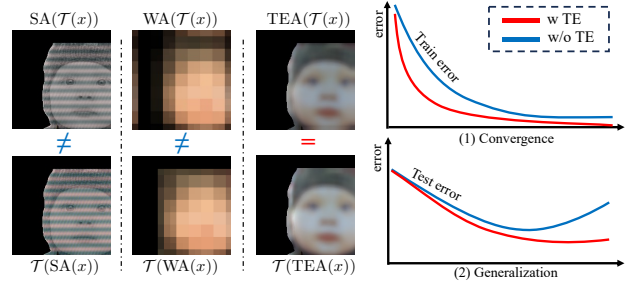 SA(𝒯(x))
WA(𝒯(x))
TEA(𝒯(x))
≠
≠
=
𝒯(SA(x))
𝒯(WA(x))
𝒯(TEA(x))
w TE
w/o TE
error
Train error
(1) Convergence
error
Test error
(2) Generalization